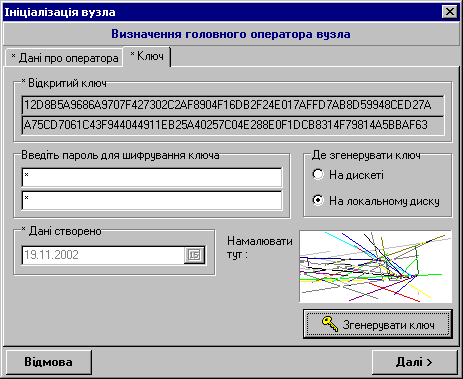 Ініціалізація вузла
Визначення головного оператора вузла
* Дані про оператора
* Ключ
* Відкритий ключ
12D8B5A9686A9707F427302C2AF8904F16DB2F24E017AFFD7AB8D59948CED27A
A75CD7061C43F944044911EB25A40257C04E288E0F1DCB8314F79814A5BBAF63
Введіть пароль для шифрування ключа
*
*
Де згенерувати ключ
На дискеті
На локальному диску
* Дані створено
19.11.2002
15
Намалювати
тут :
Згенерувати ключ
Відмова
Далі >